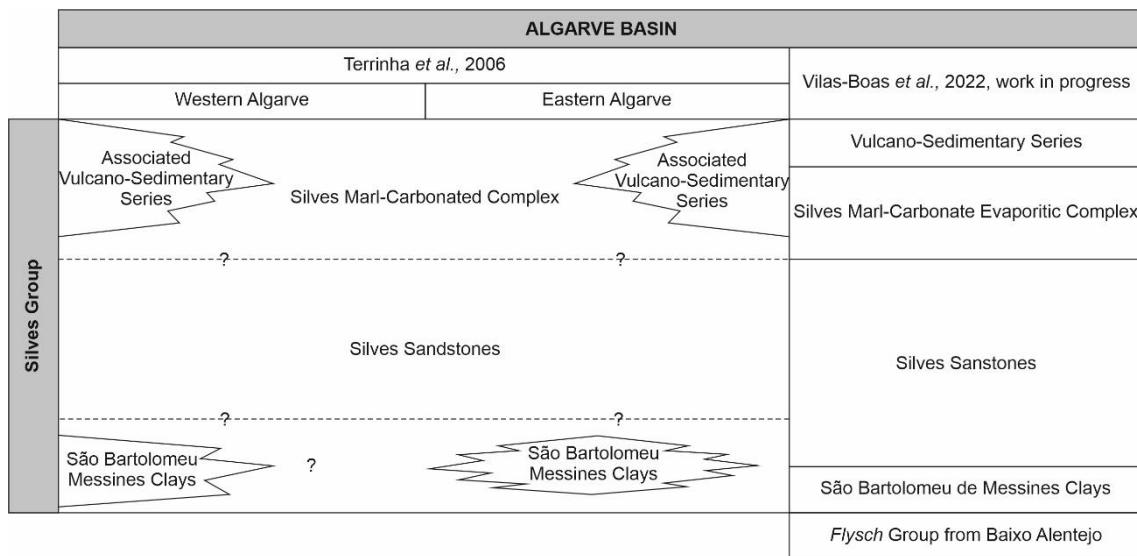 ALGARVE BASIN
Terrinha et al., 2006
Vilas-Boas et al., 2022, work in progress
Western Algarve
Eastern Algarve
Silves Group
Associated
Vulcano-Sedimentary
Series
Silves Marl-Carbonated Complex
Associated
Vulcano-Sedimentary
Series
Vulcano-Sedimentary Series
Silves Marl-Carbonate Evaporitic Complex
?
?
Silves Sandstones
Silves Sanstones
?
?
São Bartolomeu
Messines Clays
?
São Bartolomeu
Messines Clays
São Bartolomeu de Messines Clays
Flysch Group from Baixo Alentejo